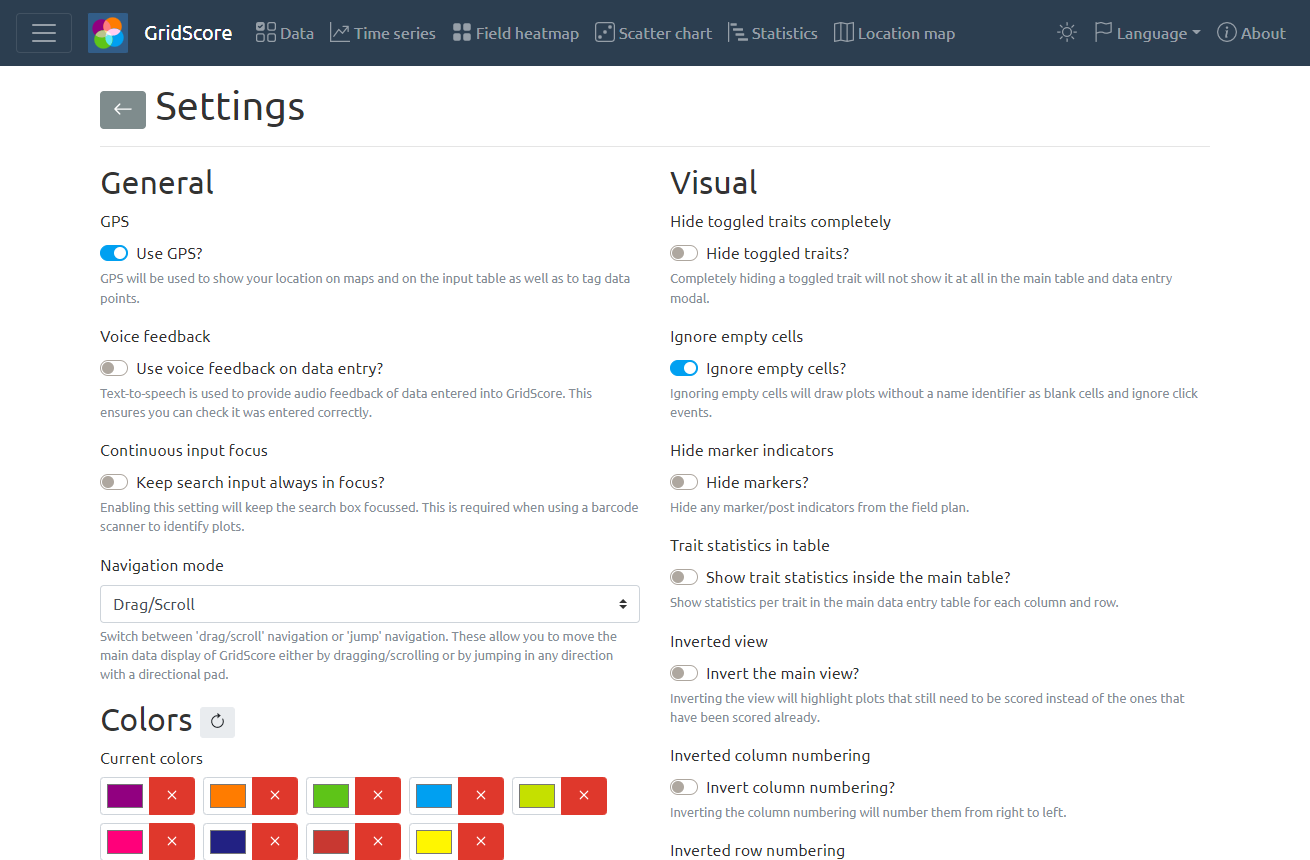 GridScore
Data
Time series
Field heatmap
Scatter chart
Statistics
Location map
Language
About
Settings
General
GPS
Use GPS?
GPS will be used to show your location on maps and on the input table as well as to tag data
points.
Voice feedback
Use voice feedback on data entry?
Text-to-speech is used to provide audio feedback of data entered into GridScore. This
ensures you can check it was entered correctly.
Continuous input focus
Keep search input always in focus?
Enabling this setting will keep the search box focussed. This is required when using a barcode
scanner to identify plots.
Navigation mode
Drag/Scroll
Switch between 'drag/scroll' navigation or 'jump' navigation. These allow you to move the
main data display of GridScore either by dragging/scrolling or by jumping in any direction
with a directional pad.
Colors
Current colors
Visual
Hide toggled traits completely
Hide toggled traits?
Completely hiding a toggled trait will not show it at all in the main table and data entry
modal.
Ignore empty cells
Ignore empty cells?
Ignoring empty cells will draw plots without a name identifier as blank cells and ignore click
events.
Hide marker indicators
Hide markers?
Hide any marker/post indicators from the field plan.
Trait statistics in table
Show trait statistics inside the main table?
Show statistics per trait in the main data entry table for each column and row.
Inverted view
Invert the main view?
Inverting the view will highlight plots that still need to be scored instead of the ones that
have been scored already.
Inverted column numbering
Invert column numbering?
Inverting the column numbering will number them from right to left.
Inverted row numbering